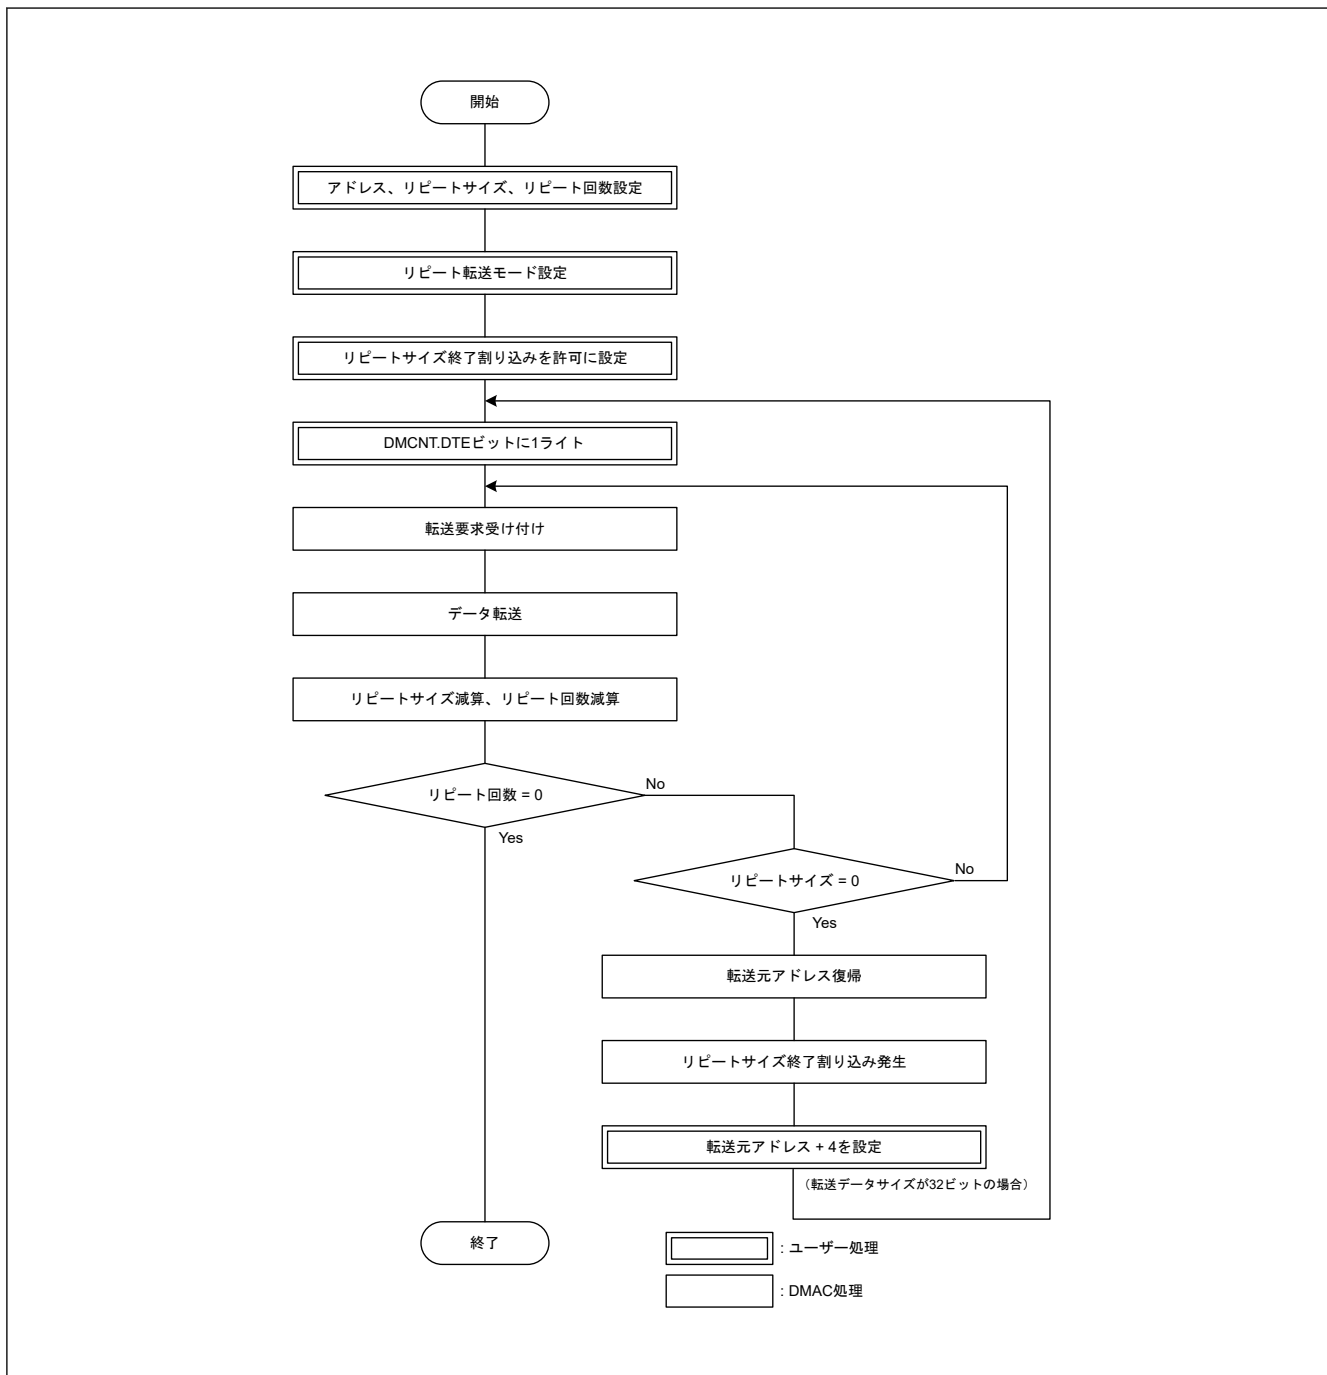 開始
アドレス、リピートサイズ、リピート回数設定
リピート転送モード設定
リピートサイズ終了割り込みを許可に設定
DMCNT.DTEビットに1ライト
転送要求受け付け
データ転送
リピートサイズ減算、リピート回数減算
リピート回数 = 0
No
Yes
リピートサイズ = 0
No
Yes
転送元アドレス復帰
リピートサイズ終了割り込み発生
転送元アドレス + 4を設定
（転送データサイズが32ビットの場合）
終了
: ユーザー処理
: DMAC処理